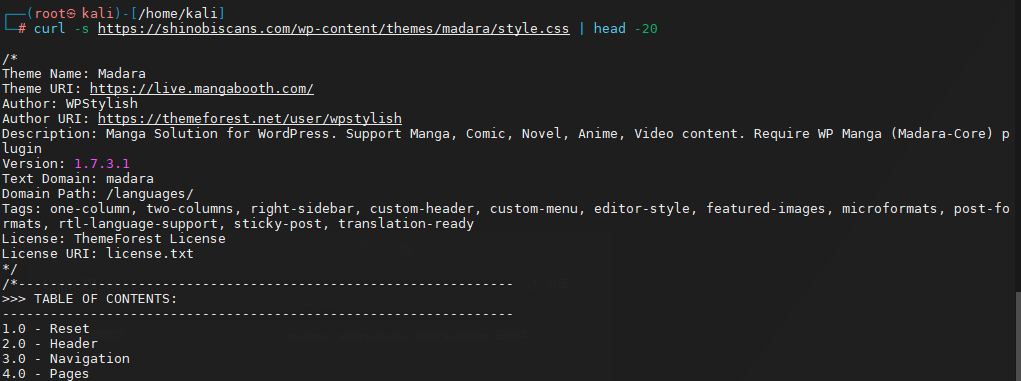 ┌──(root㉿kali)-[/home/kali]
└─# curl -s https://shinobiscans.com/wp-content/themes/madara/style.css | head -20
/*
Theme Name: Madara
Theme URI: https://live.mangabooth.com/
Author: WPStylish
Author URI: https://themeforest.net/user/wpstylish
Description: Manga Solution for WordPress. Support Manga, Comic, Novel, Anime, Video content. Require WP Manga (Madara-Core) p
lugin
Version: 1.7.3.1
Text Domain: madara
Domain Path: /languages/
Tags: one-column, two-columns, right-sidebar, custom-header, custom-menu, editor-style, featured-images, microformats, post-fo
rmats, rtl-language-support, sticky-post, translation-ready
License: ThemeForest License
License URI: license.txt
*/
/*--------------------------------------------------------------
>>> TABLE OF CONTENTS:
----------------------------------------------------------------
1.0 - Reset
2.0 - Header
3.0 - Navigation
4.0 - Pages